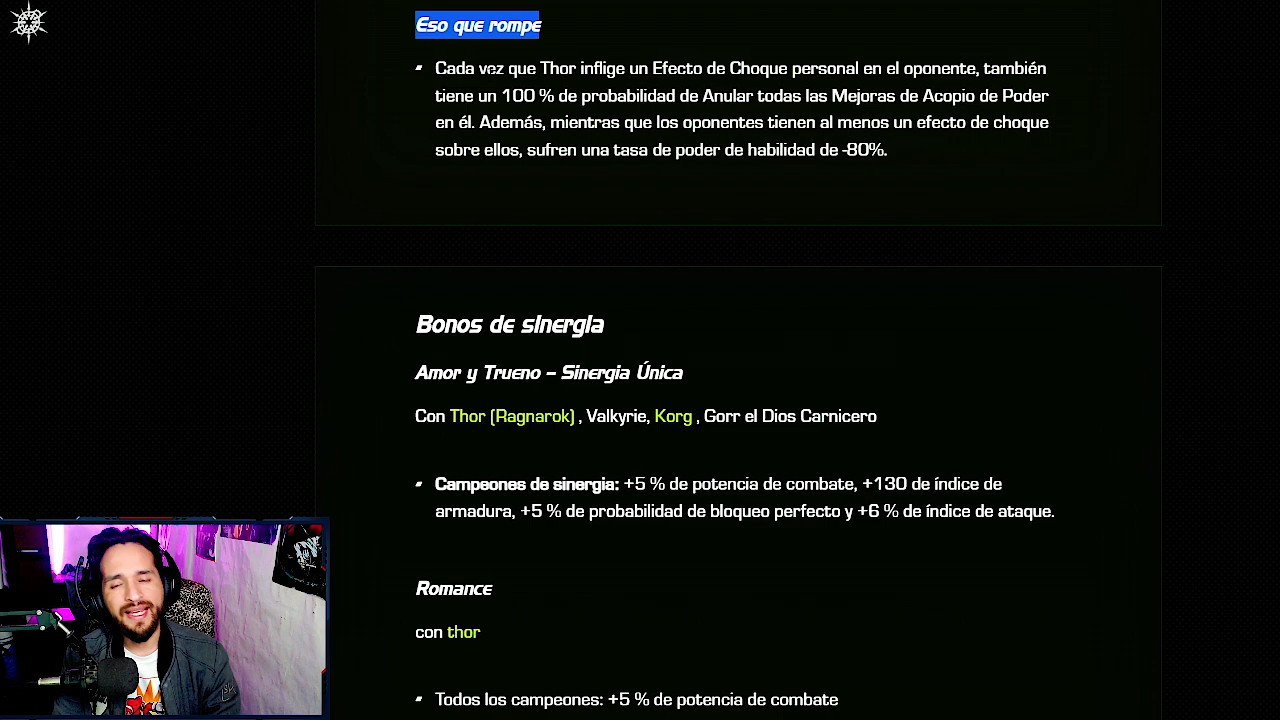 Eso que rompe
Cada vez que Thor inflige un Efecto de Choque personal en el oponente, también
tiene un 100 % de probabilidad de Anular todas las Mejoras de Acopio de Poder
en él. Además, mientras que los oponentes tienen al menos un efecto de choque
sobre ellos, sufren una tasa de poder de habilidad de -80%.
Bonos de sinergia
Amor y Trueno – Sinergia Única
Con Thor (Ragnarok) , Valkyrie, Korg , Gorr el Dios Carnicero
Campeones de sinergia: +5 % de potencia de combate, +130 de índice de
armadura, +5 % de probabilidad de bloqueo perfecto y +6 % de índice de ataque.
Romance
con thor
Todos los campeones: +5 % de potencia de combate